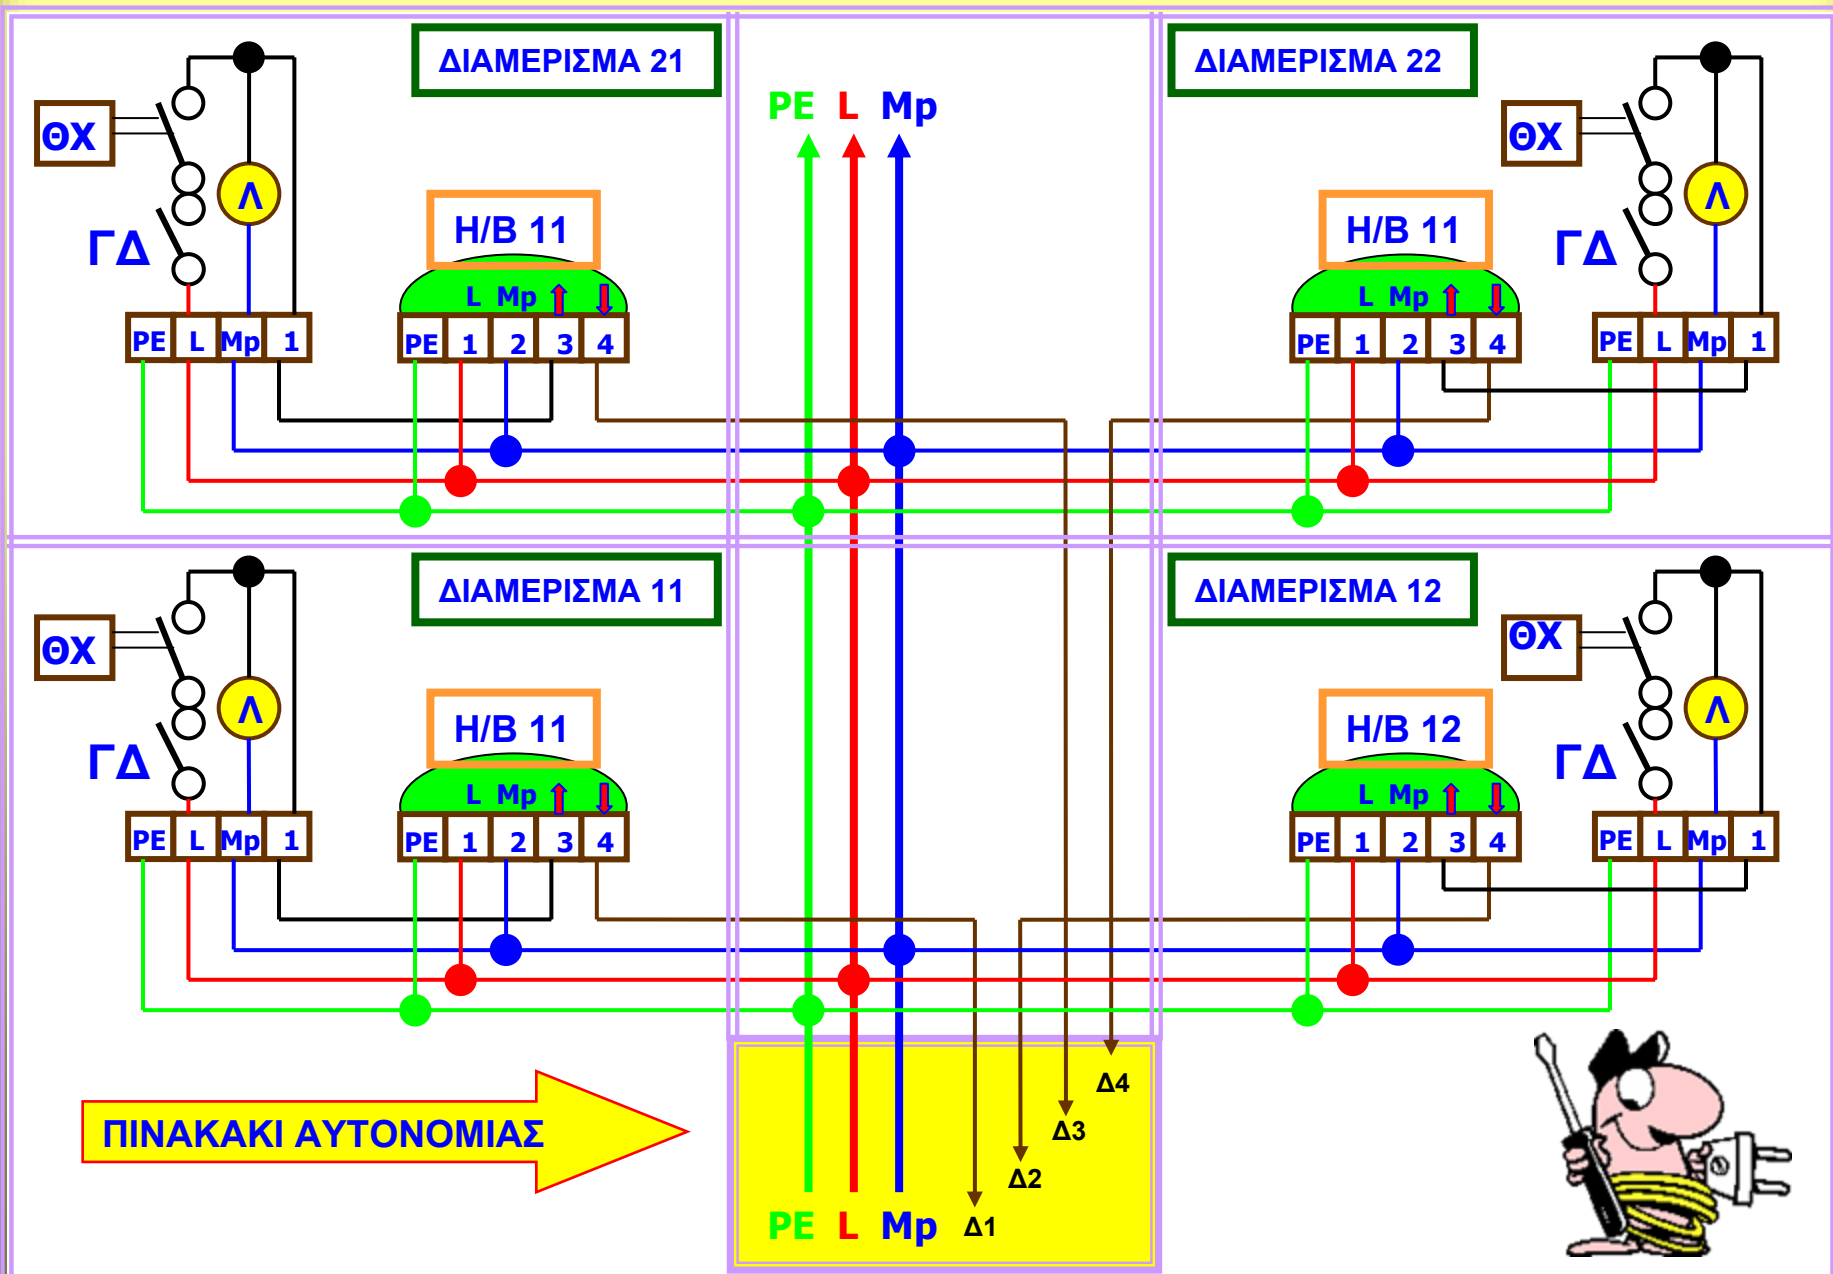 ΔΙΑΜΕΡΙΣΜΑ 21
ΔΙΑΜΕΡΙΣΜΑ 22
PE L Mp
ΘΧ
Λ
ΓΔ
Η/Β 11
L Mp
PE L Mp 1
PE 1 2 3 4
Η/Β 11
L Mp
PE 1 2 3 4
ΘΧ
Λ
ΓΔ
PE L Mp 1
ΔΙΑΜΕΡΙΣΜΑ 11
ΔΙΑΜΕΡΙΣΜΑ 12
ΘΧ
Λ
ΓΔ
Η/Β 11
L Mp
PE L Mp 1
PE 1 2 3 4
Η/Β 12
L Mp
PE 1 2 3 4
ΘΧ
Λ
ΓΔ
PE L Mp 1
ΠΙΝΑΚΑΚΙ ΑΥΤΟΝΟΜΙΑΣ
Δ4
Δ3
Δ2
Δ1
PE L Mp